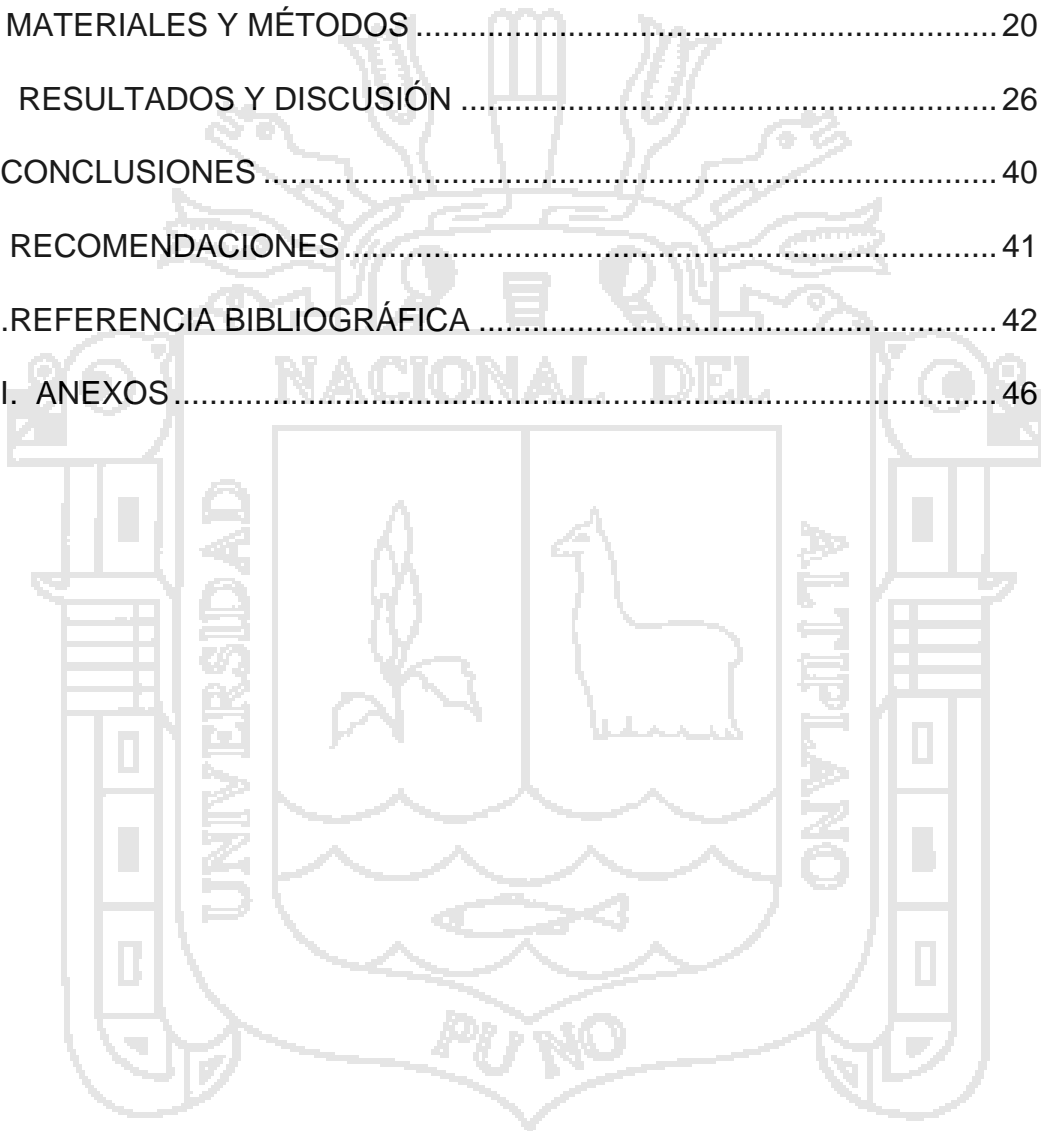 MATERIALES Y MÉTODOS ........................................................................ 20
RESULTADOS Y DISCUSIÓN .................................................................. 26
CONCLUSIONES ......................................................................................... 40
RECOMENDACIONES ................................................................................ 41
.REFERENCIA BIBLIOGRÁFICA ............................................................... 42
I. ANEXOS .................................................................................................... 46
NACIONAL DEL
UNIVERSIDAD
ALTIPLANO
PUNO